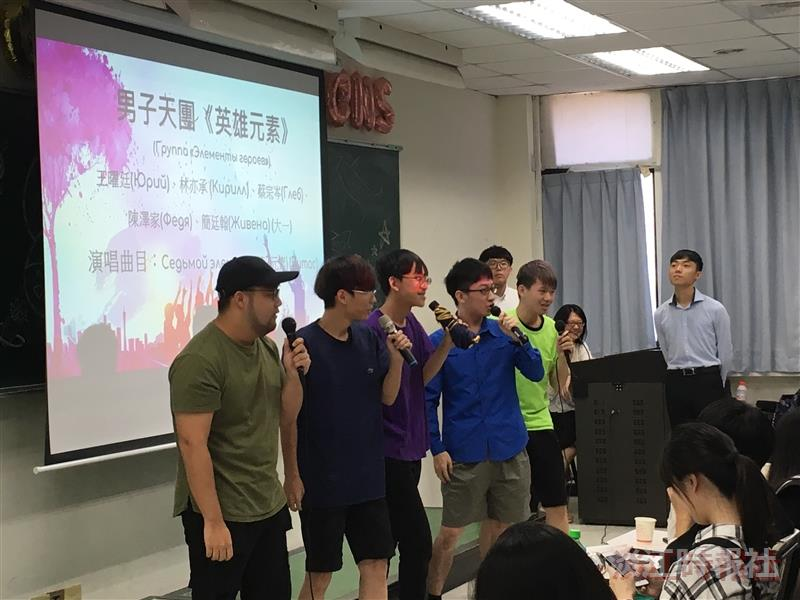 男子天團《英雄元素》
(Группа «Элементы героев»)
王曜廷(Юрий)、林亦承(Кирилл)、蔡宗岑(Глеб)、
陳澤家(Федя)、簡廷翰(Живена)(大一)
演唱曲目：Седьмой
淡江時報社